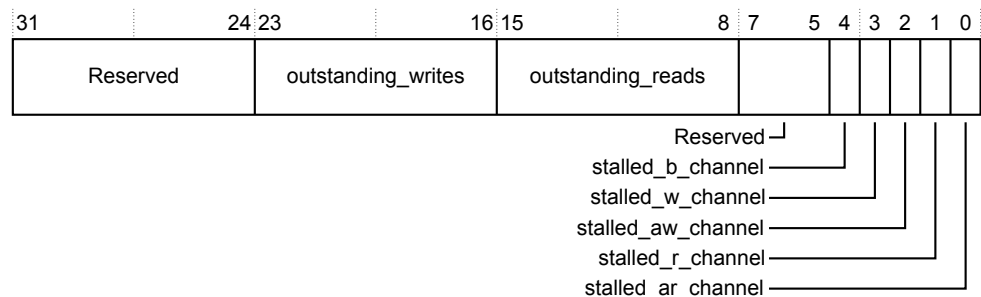 31 24 23 16 15 8 7 5 4 3 2 1 0
Reserved outstanding_writes outstanding_reads
Reserved
stalled_b_channel
stalled_w_channel
stalled_aw_channel
stalled_r_channel
stalled_ar_channel